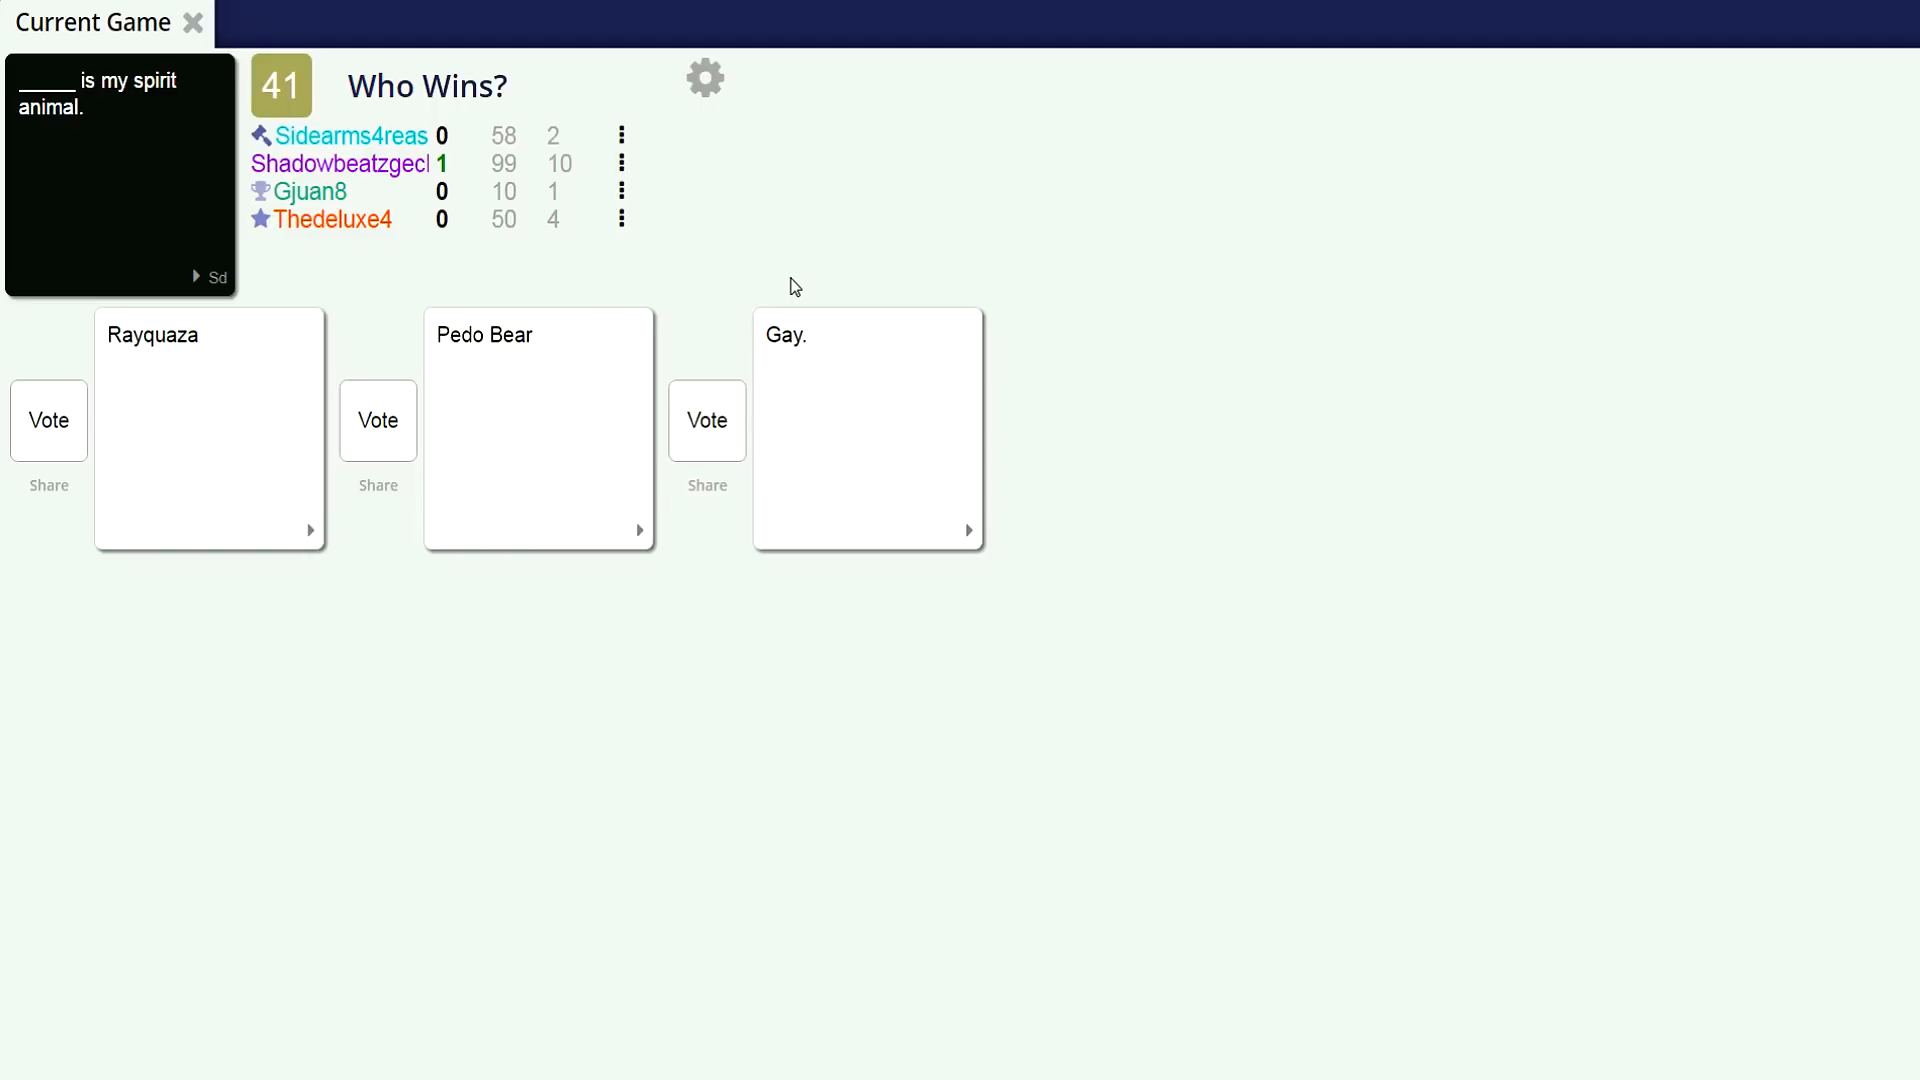 Current Game
_____ is my spirit
animal.
Sd
41
Who Wins?
Sidearms4reas 0 58 2
Shadowbeatzgecl 1 99 10
Gjuan8 0 10 1
Thedeluxe4 0 50 4
Vote
Share
Rayquaza
Vote
Share
Pedo Bear
Vote
Share
Gay.